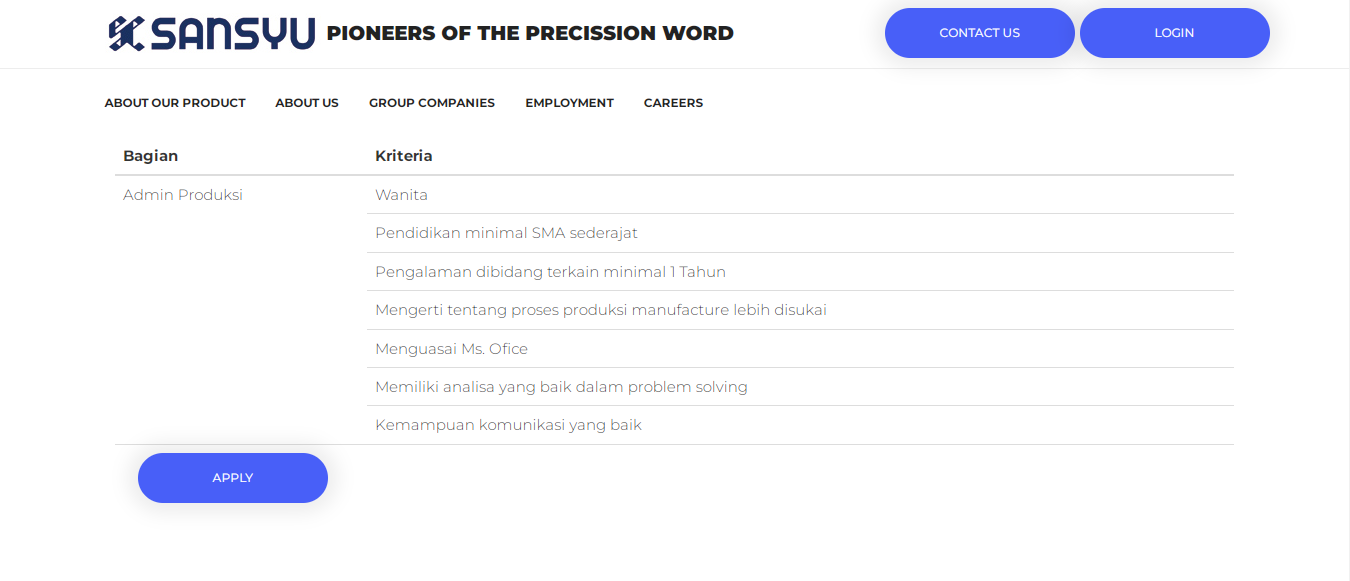 SANSYU PIONEERS OF THE PRECISSION WORD
CONTACT US
LOGIN
ABOUT OUR PRODUCT ABOUT US GROUP COMPANIES EMPLOYMENT CAREERS
Bagian Kriteria
Admin Produksi Wanita
Pendidikan minimal SMA sederajat
Pengalaman dibidang terkain minimal 1 Tahun
Mengerti tentang proses produksi manufacture lebih disukai
Menguasai Ms. Ofice
Memiliki analisa yang baik dalam problem solving
Kemampuan komunikasi yang baik
APPLY